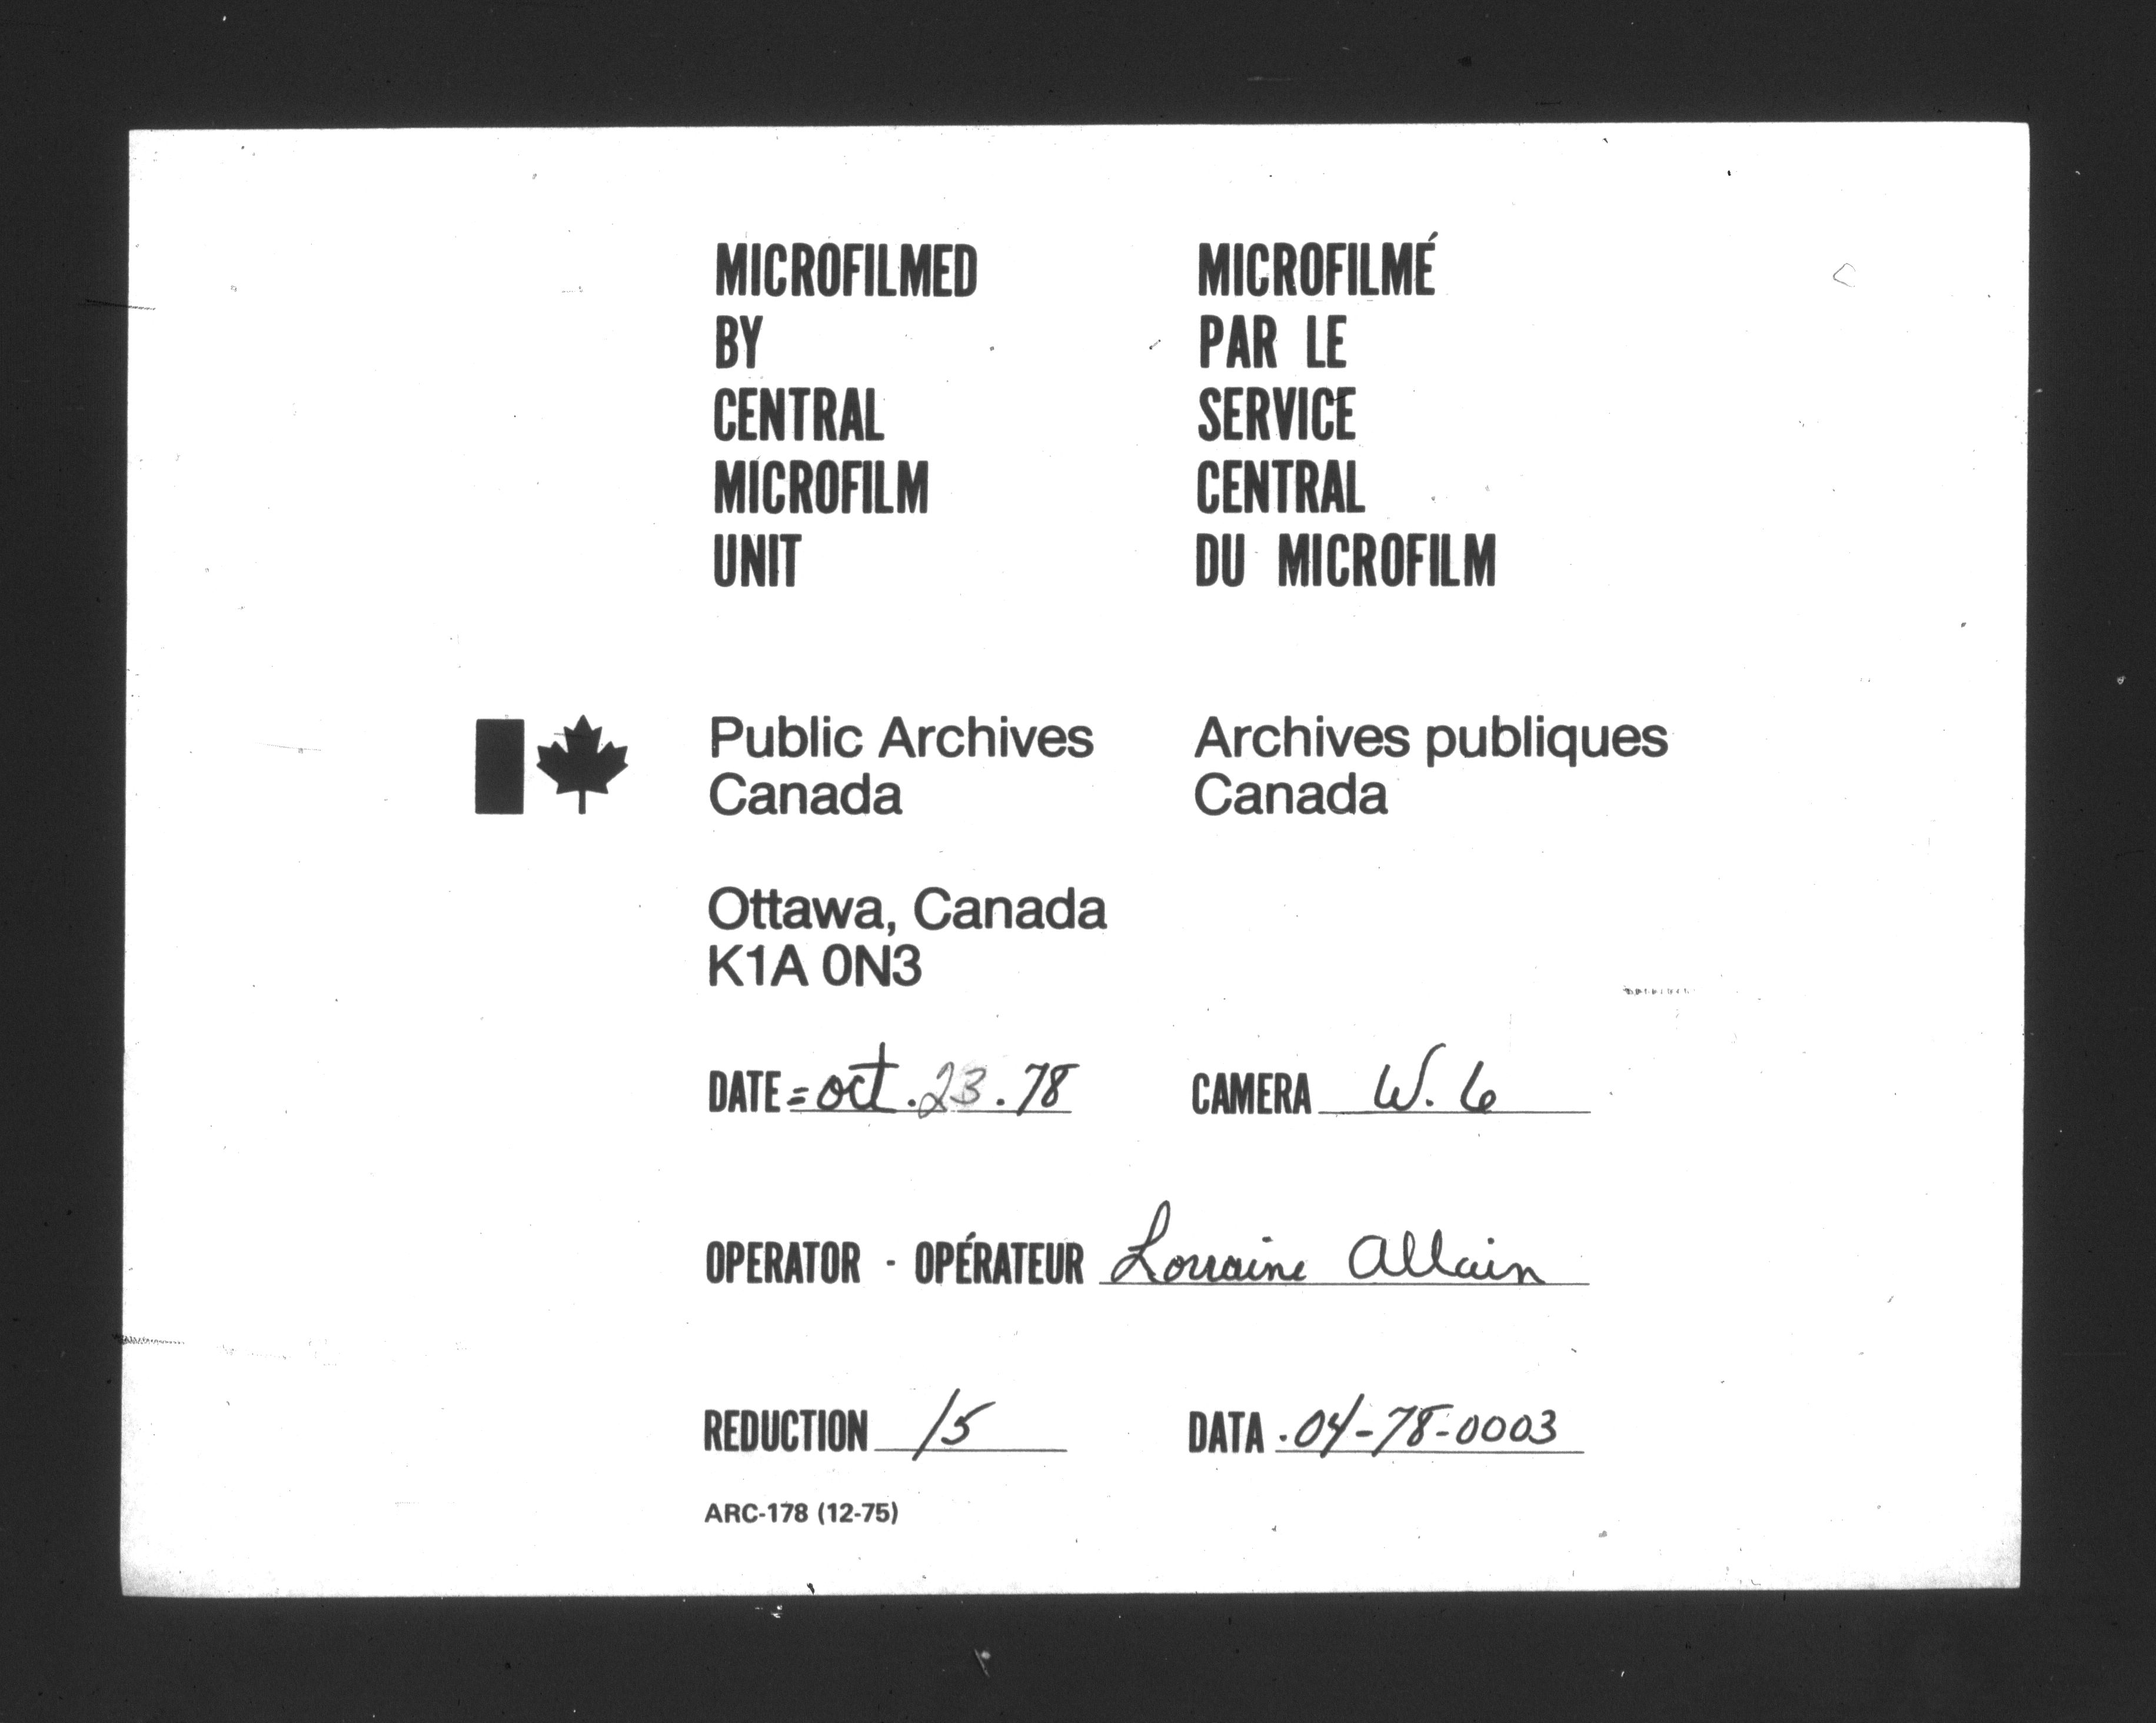 MICROFILMED
BY
CENTRAL
MICROFILM
UNIT
MICROFILMÉ
PAR LE
SERVICE
CENTRAL
DU MICROFILM
Public Archives
Canada
Archives publiques
Canada
Ottawa, Canada
K1A 0N3
DATE = oct. 23. 78
CAMERA W. 6
OPERATOR - OPÉRATEUR Lorraine Allain
REDUCTION 15
DATA . 04-78-0003
ARC-178 (12-75)